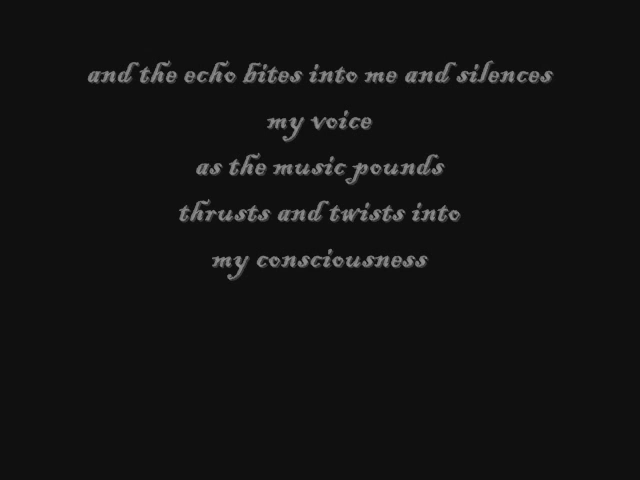 and the echo bites into me and silences
my voice
as the music pounds
thrusts and twists into
my consciousness